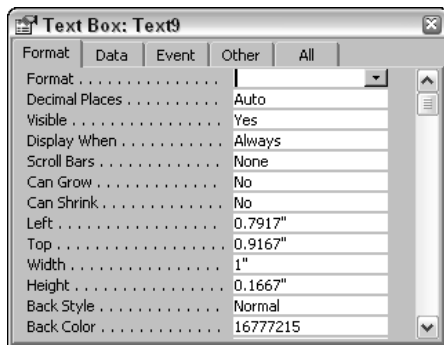 Text Box: Text9
Format Data Event Other All
Format . . . . . . . . . . . . . . .
Decimal Places . . . . . . . . . . Auto
Visible . . . . . . . . . . . . . . . . Yes
Display When . . . . . . . . . . . Always
Scroll Bars . . . . . . . . . . . . . None
Can Grow . . . . . . . . . . . . . No
Can Shrink . . . . . . . . . . . . . No
Left . . . . . . . . . . . . . . . . . . 0.7917"
Top . . . . . . . . . . . . . . . . . . 0.9167"
Width . . . . . . . . . . . . . . . . 1"
Height . . . . . . . . . . . . . . . . 0.1667"
Back Style . . . . . . . . . . . . . Normal
Back Color . . . . . . . . . . . . . 16777215